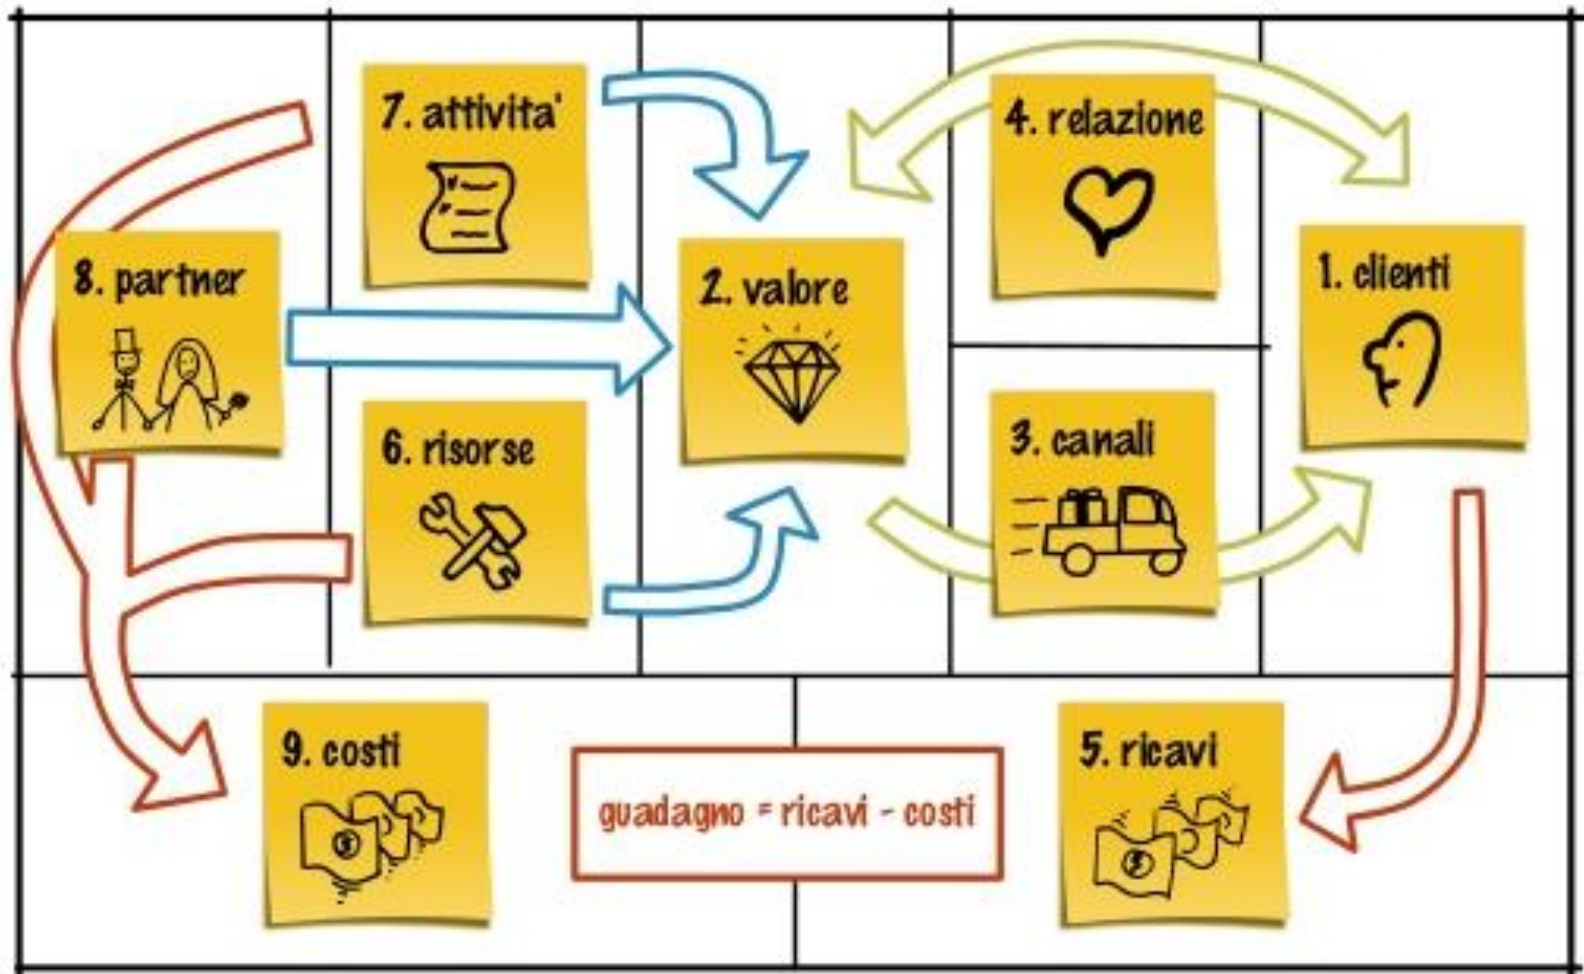 7. attivita'
4. relazione
8. partner
2. valore
1. clienti
6. risorse
3. canali
9. costi
guadagno = ricavi - costi
5. ricavi